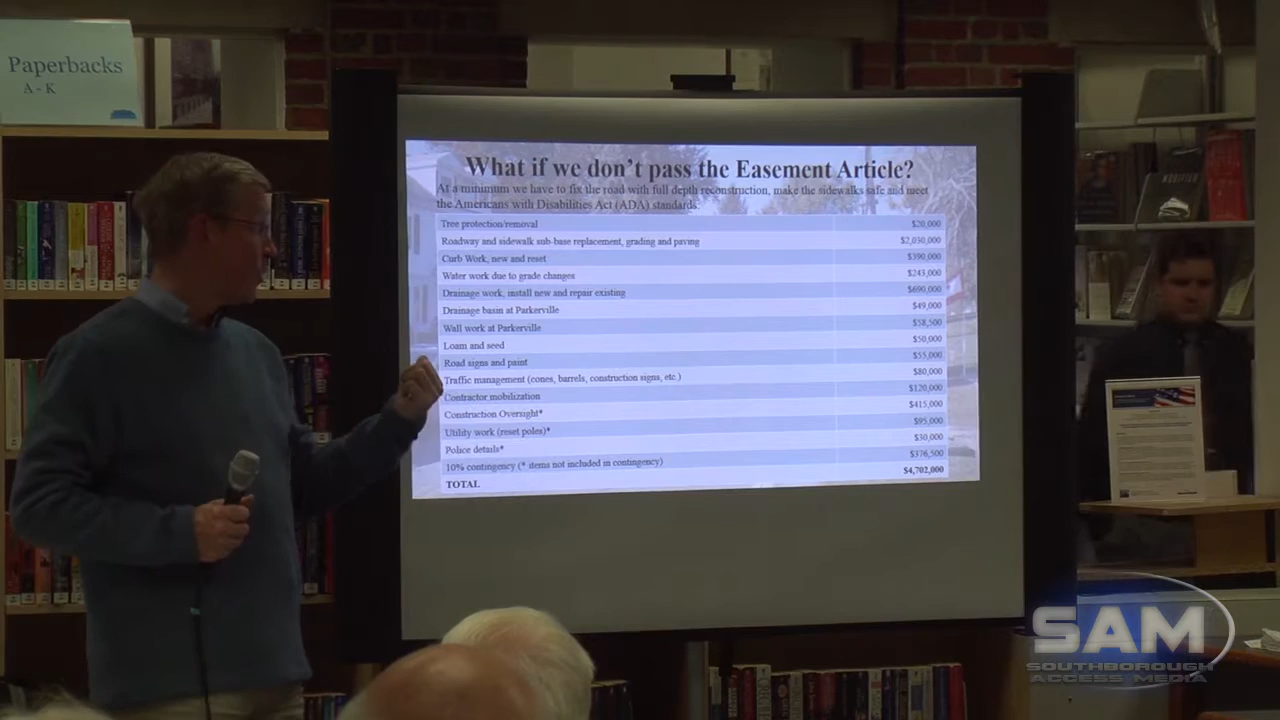 Paperbacks
A - K
What if we don't pass the Easement Article?
At a minimum we have to fix the road with full depth reconstruction, make the sidewalks safe and meet
the Americans with Disabilities Act (ADA) standards.
Tree protection/removal $20,000
Roadway and sidewalk sub-base replacement, grading and paving $2,030,000
Curb Work, new and reset $390,000
Water work due to grade changes $243,000
Drainage work, install new and repair existing $690,000
Drainage basin at Parkerville $49,000
Wall work at Parkerville $58,500
Loam and seed $50,000
Road signs and paint $55,000
Traffic management (cones, barrels, construction signs, etc.) $80,000
Contractor mobilization $120,000
Construction Oversight* $415,000
Utility work (reset poles)* $95,000
Police details* $30,000
10% contingency (* items not included in contingency) $376,500
TOTAL $4,702,000
SAM
SOUTHBOROUGH
ACCESS MEDIA